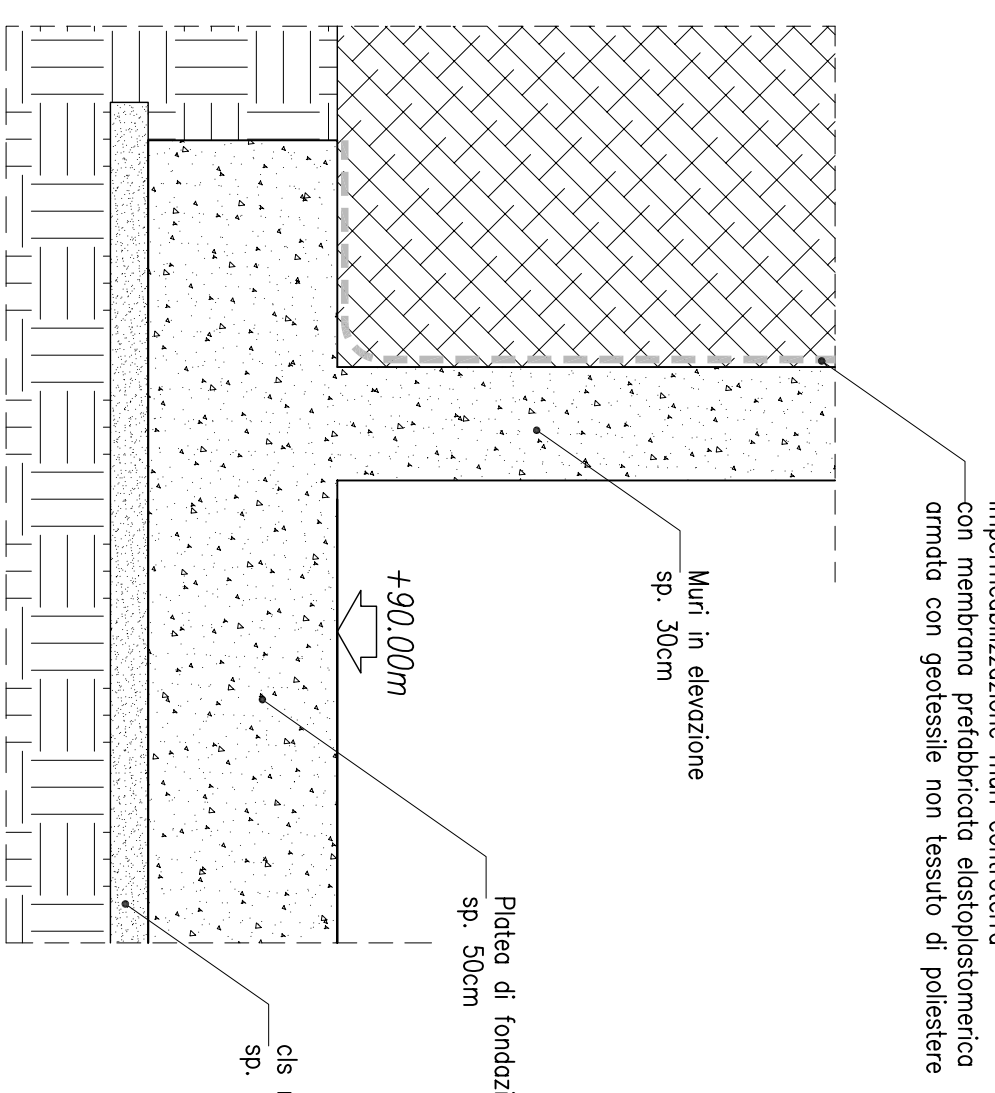 con membrana prefabbricata elastoplastomerica
armata con geotessile non tessuto di poliestere
Muri in elevazione
sp. 30cm
+90.00m
Platea di
sp. 50cm
cls
sp.